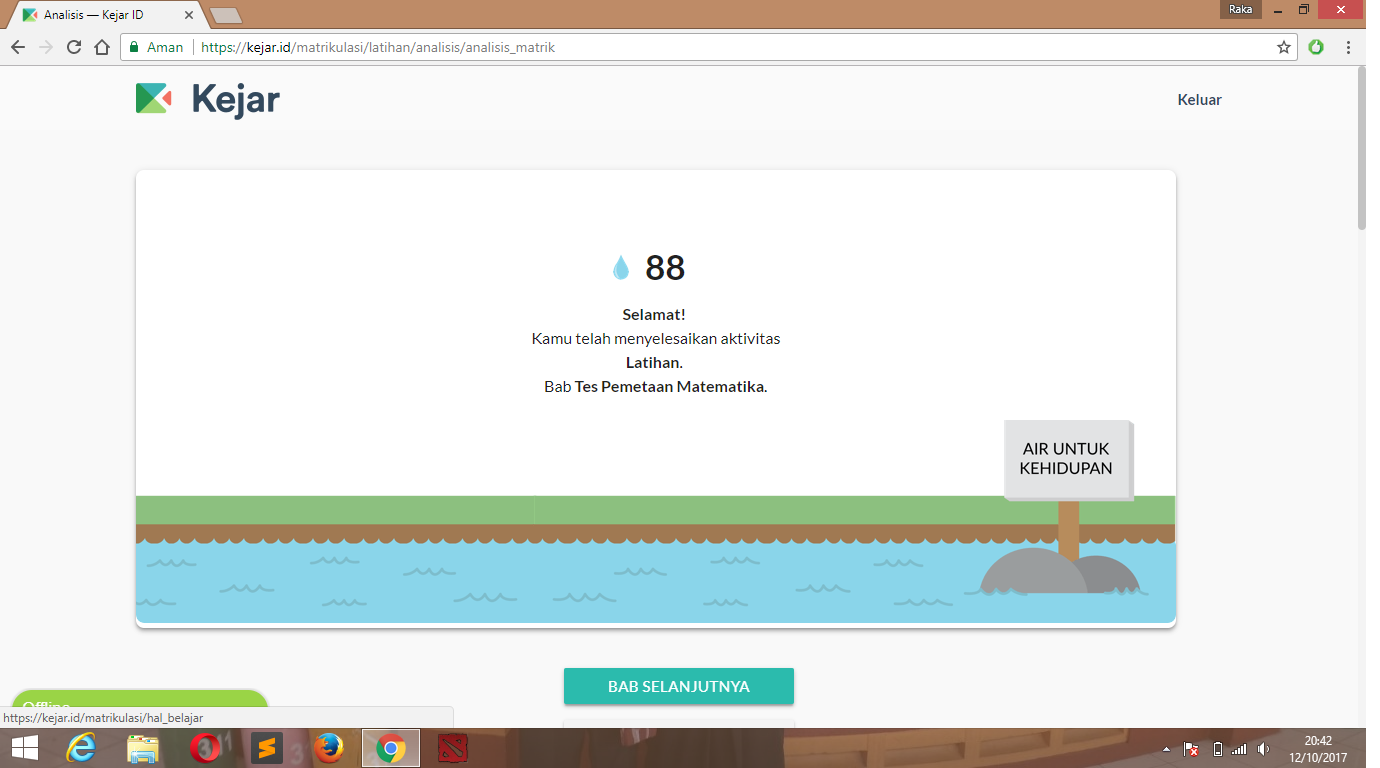 Analisis — Kejar ID
Raka
Aman
https://kejar.id/matrikulasi/latihan/analisis/analisis_matrik
Kejar
Keluar
88
Selamat!
Kamu telah menyelesaikan aktivitas
Latihan.
Bab Tes Pemetaan Matematika.
AIR UNTUK
KEHIDUPAN
BAB SELANJUTNYA
Offline
https://kejar.id/matrikulasi/hal_belajar
20:42
12/10/2017